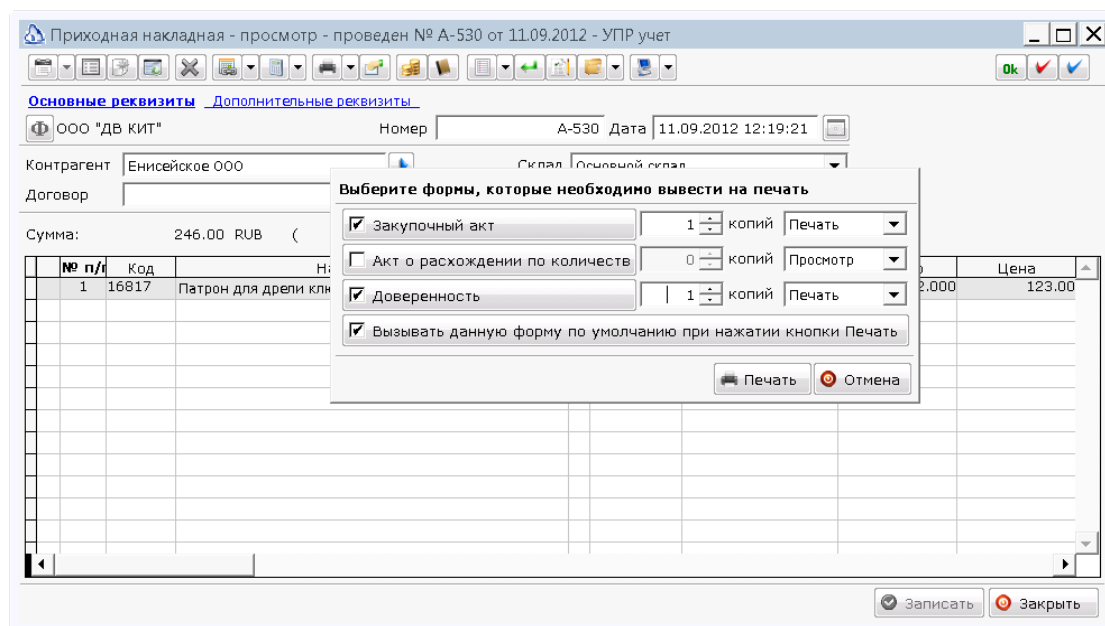 Приходная накладная - просмотр - проведен № А-530 от 11.09.2012 - УПР учет
Ok
Основные реквизиты Дополнительные реквизиты
Ф ООО "ДВ КИТ" Номер А-530 Дата 11.09.2012 12:19:21
Контрагент Енисейское ООО Склад Основной склад
Договор
Выберите формы, которые необходимо вывести на печать
Сумма: 246.00 RUB (
Закупочный акт 1 копий Печать
Акт о расхождении по количеств 0 копий Просмотр
Доверенность 1 копий Печать
Вызывать данную форму по умолчанию при нажатии кнопки Печать
Печать Отмена
№ п/п Код На Цена
1 16817 Патрон для дрели клю 2.000 123.00
Записать Закрыть